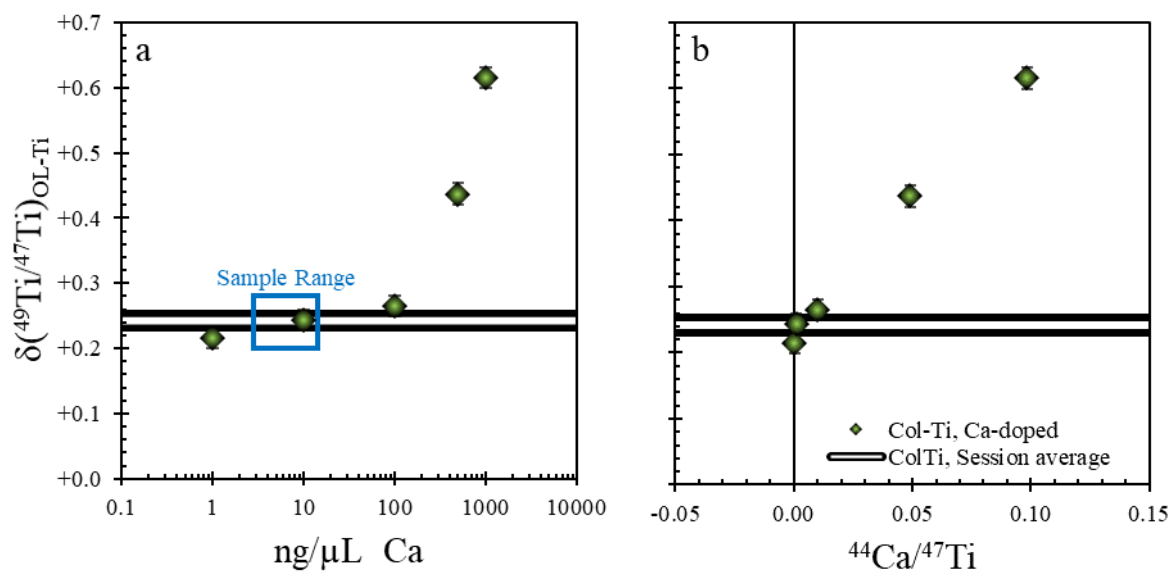 a
b
δ(⁴⁹Ti/⁴⁷Ti)OL-Ti
+0.7
+0.6
+0.5
+0.4
+0.3
+0.2
+0.1
+0.0
Sample Range
0.1 1 10 100 1000 10000
ng/µL Ca
Col-Ti, Ca-doped
ColTi, Session average
-0.05 0.00 0.05 0.10 0.15
⁴⁴Ca/⁴⁷Ti